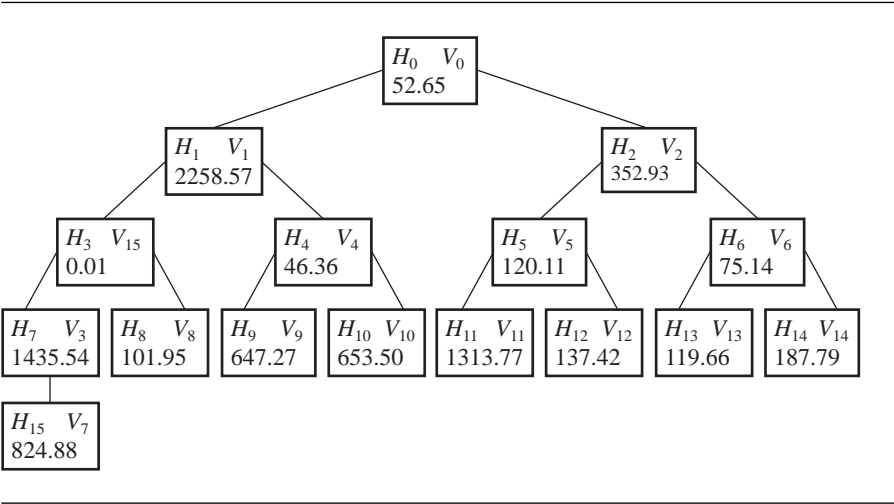 H₀ V₀
52.65
H₁ V₁
2258.57
H₂ V₂
352.93
H₃ V₁₅
0.01
H₄ V₄
46.36
H₅ V₅
120.11
H₆ V₆
75.14
H₇ V₃
1435.54
H₈ V₈
101.95
H₉ V₉
647.27
H₁₀ V₁₀
653.50
H₁₁ V₁₁
1313.77
H₁₂ V₁₂
137.42
H₁₃ V₁₃
119.66
H₁₄ V₁₄
187.79
H₁₅ V₇
824.88